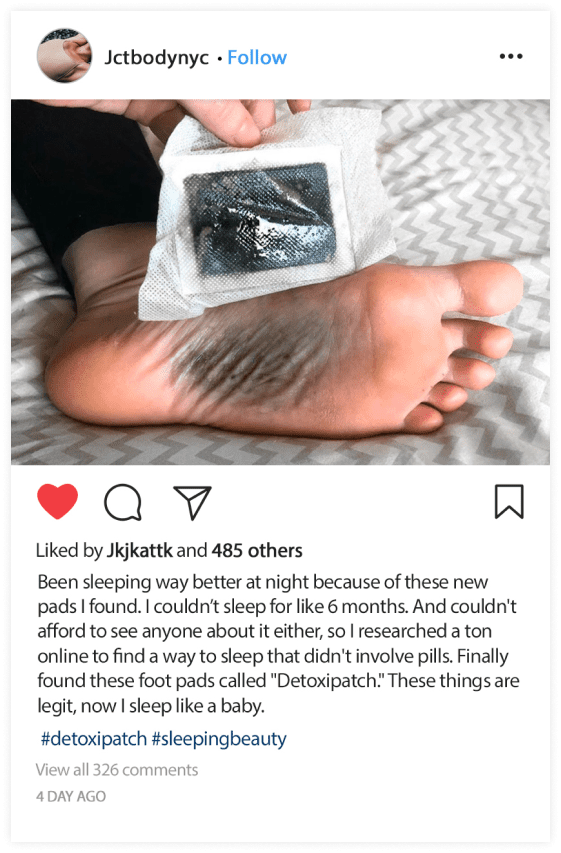 Jctbodynyc • Follow
Liked by Jkjkattk and 485 others
Been sleeping way better at night because of these new
pads I found. I couldn't sleep for like 6 months. And couldn't
afford to see anyone about it either, so I researched a ton
online to find a way to sleep that didn't involve pills. Finally
found these foot pads called "Detoxipatch." These things are
legit, now I sleep like a baby.
#detoxipatch #sleepingbeauty
View all 326 comments
4 DAY AGO